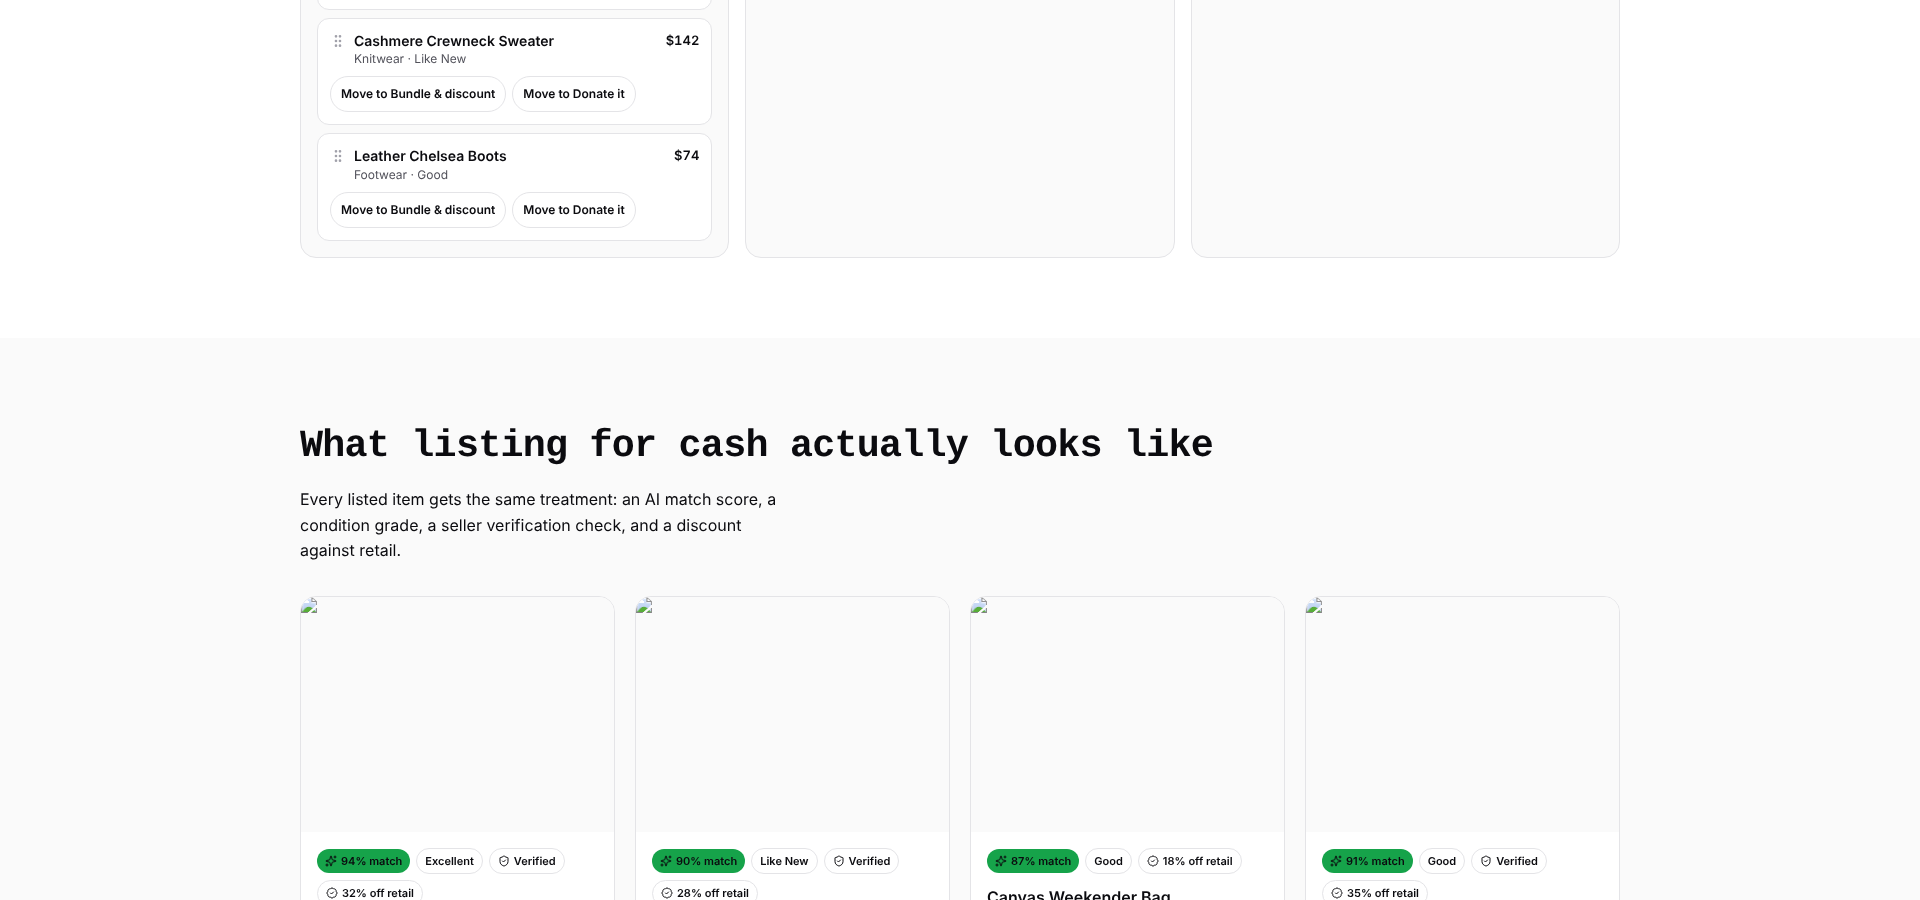 Cashmere Crewneck Sweater $142
Knitwear · Like New
Move to Bundle & discount Move to Donate it
Leather Chelsea Boots $74
Footwear · Good
Move to Bundle & discount Move to Donate it
What listing for cash actually looks like
Every listed item gets the same treatment: an AI match score, a
condition grade, a seller verification check, and a discount
against retail.
94% match Excellent Verified
32% off retail
90% match Like New Verified
28% off retail
87% match Good 18% off retail
Canvas Weekender Bag
91% match Good Verified
35% off retail